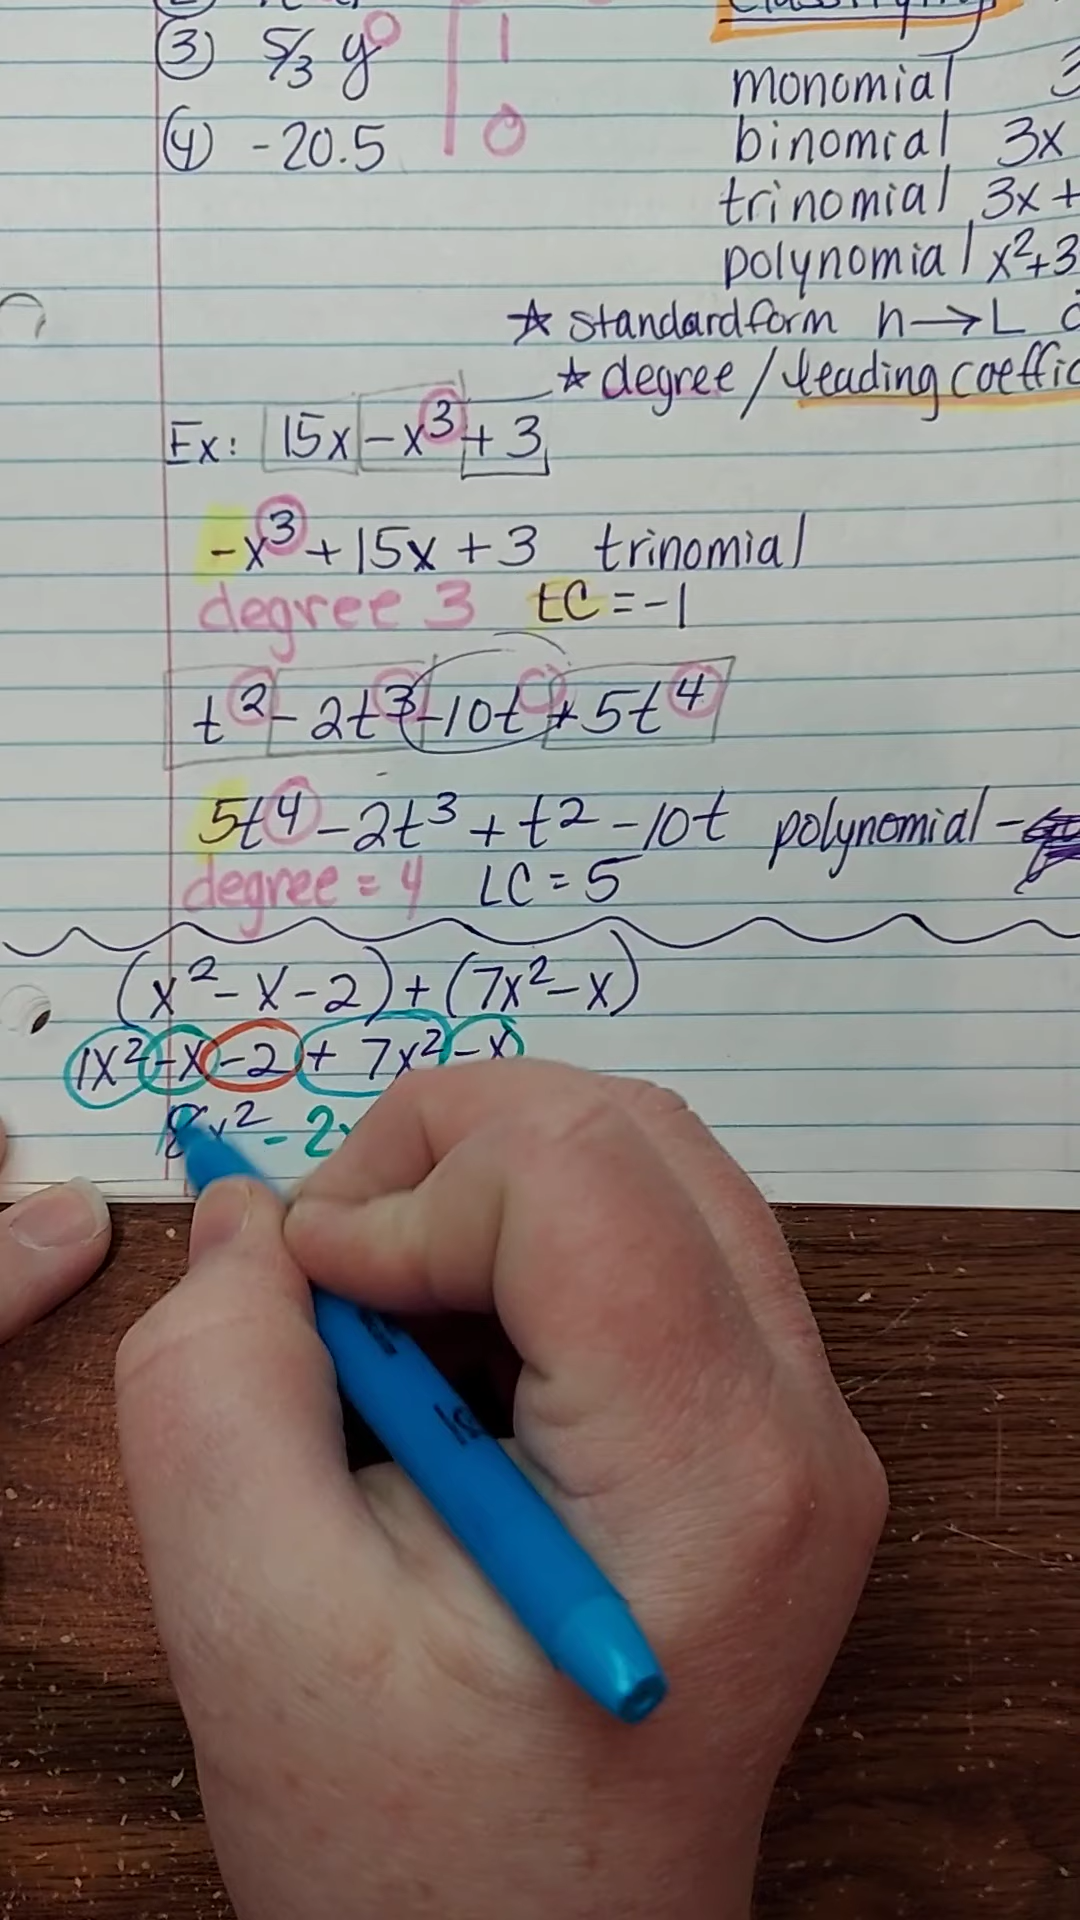 ③ 5/3 y 1
④ -20.5 0
monomial
binomial 3x
trinomial 3x +
polynomial x²+3
☆ standard form h→L
☆ degree / leading coeffic
Ex: 15x - x³ + 3
-x³ + 15x + 3 trinomial
degree 3 LC = -1
t² - 2t³ - 10t + 5t⁴
5t⁴ - 2t³ + t² - 10t polynomial -
degree = 4 LC = 5
(x² - x - 2) + (7x² - x)
1x² - x - 2 + 7x² - x
8x² - 2x